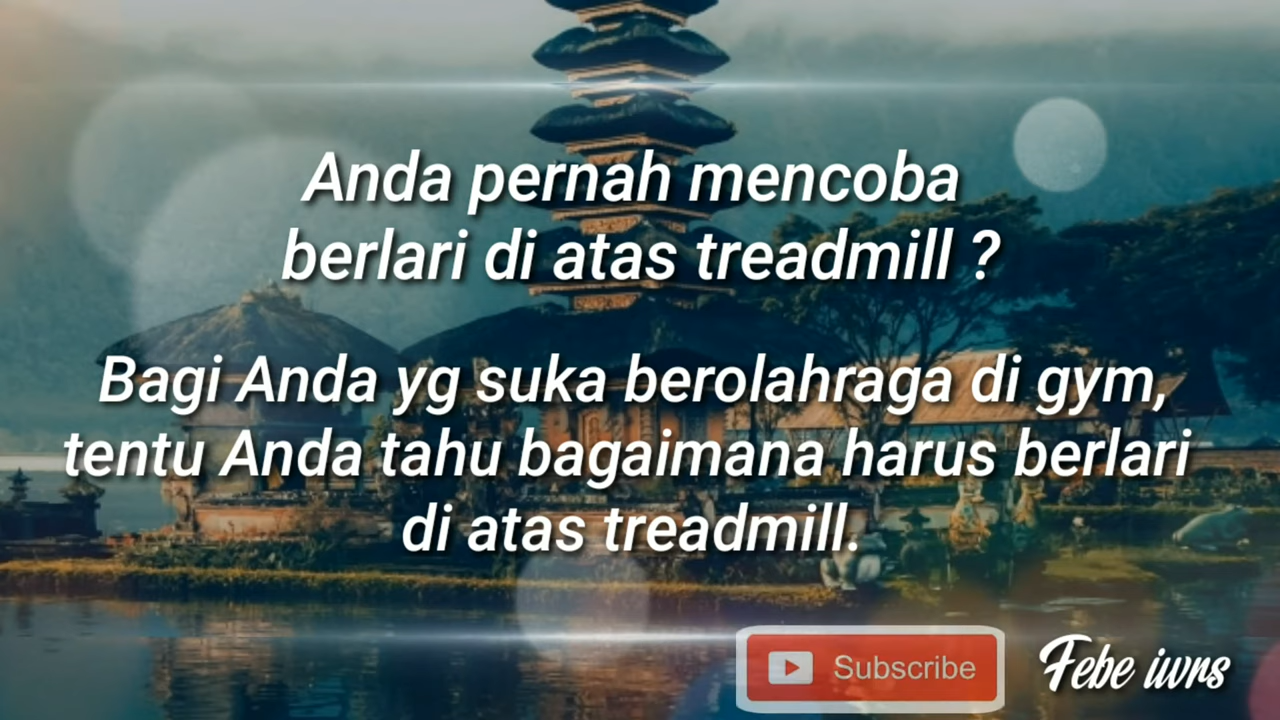 Anda pernah mencoba
berlari di atas treadmill ?
Bagi Anda yg suka berolahraga di gym,
tentu Anda tahu bagaimana harus berlari
di atas treadmill.
Subscribe
Febe iwns